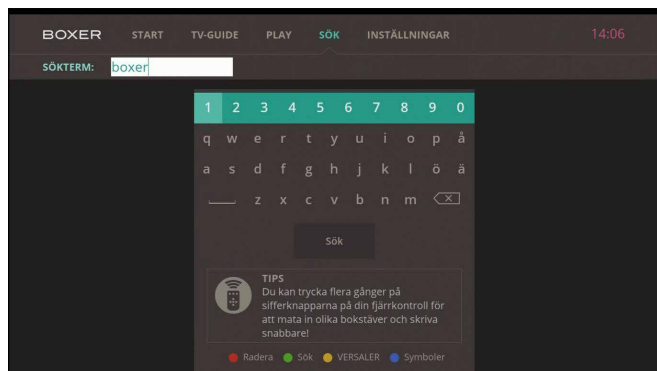 BOXER START TV-GUIDE PLAY SÖK INSTÄLLNINGAR 14:06
SÖKTERM: boxer
1 2 3 4 5 6 7 8 9 0
q w e r t y u i o p å
a s d f g h j k l ö ä
z x c v b n m
Sök
TIPS
Du kan trycka flera gånger på
sifferknapparna på din fjärrkontroll för
att mata in olika bokstäver och skriva
snabbare!
Radera Sök VERSALER Symboler